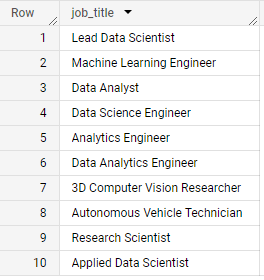 Row job_title
1 Lead Data Scientist
2 Machine Learning Engineer
3 Data Analyst
4 Data Science Engineer
5 Analytics Engineer
6 Data Analytics Engineer
7 3D Computer Vision Researcher
8 Autonomous Vehicle Technician
9 Research Scientist
10 Applied Data Scientist